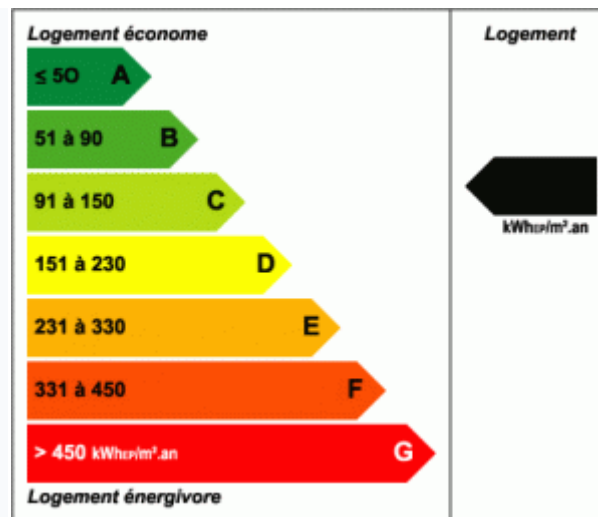 Logement économe
Logement
≤ 50 A
51 à 90 B
91 à 150 C
151 à 230 D
231 à 330 E
331 à 450 F
> 450 kWhEP/m².an G
Logement énergivore
kWhEP/m².an